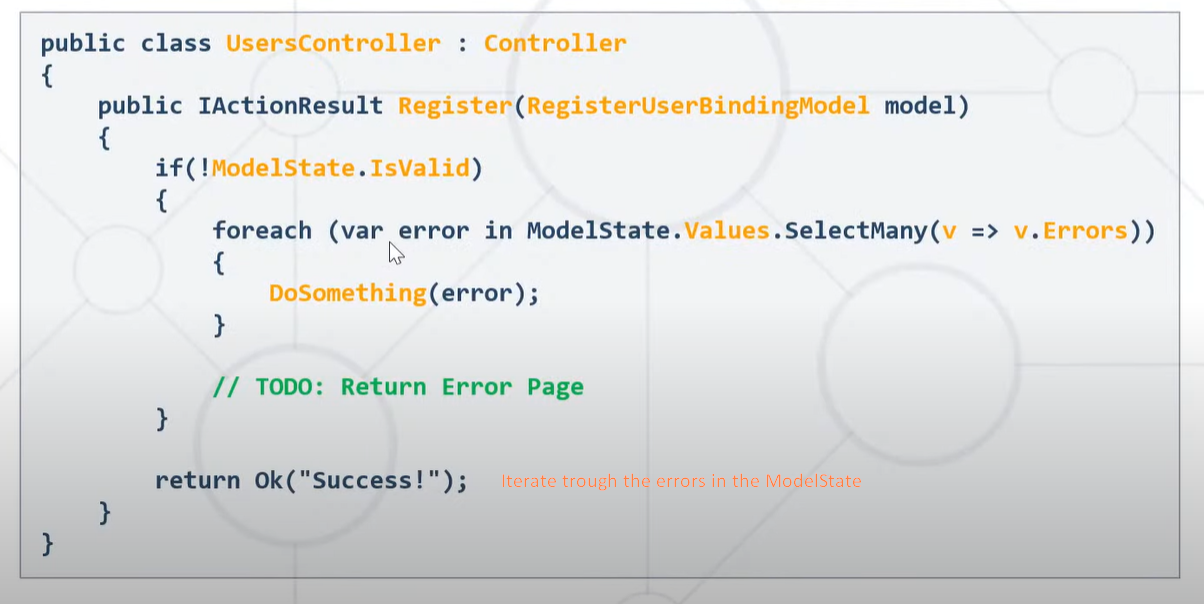 public class UsersController : Controller
{
    public IActionResult Register(RegisterUserBindingModel model)
    {
        if(!ModelState.IsValid)
        {
            foreach (var error in ModelState.Values.SelectMany(v => v.Errors))
            {
                DoSomething(error);
            }
            // TODO: Return Error Page
        }
        return Ok("Success!"); Iterate trough the errors in the ModelState
    }
}